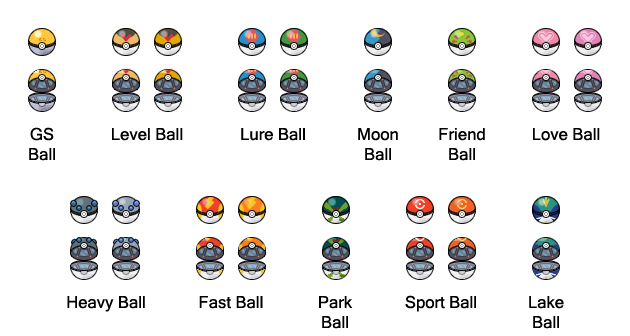 GS
Ball
Level Ball
Lure Ball
Moon
Ball
Friend
Ball
Love Ball
Heavy Ball
Fast Ball
Park
Ball
Sport Ball
Lake
Ball